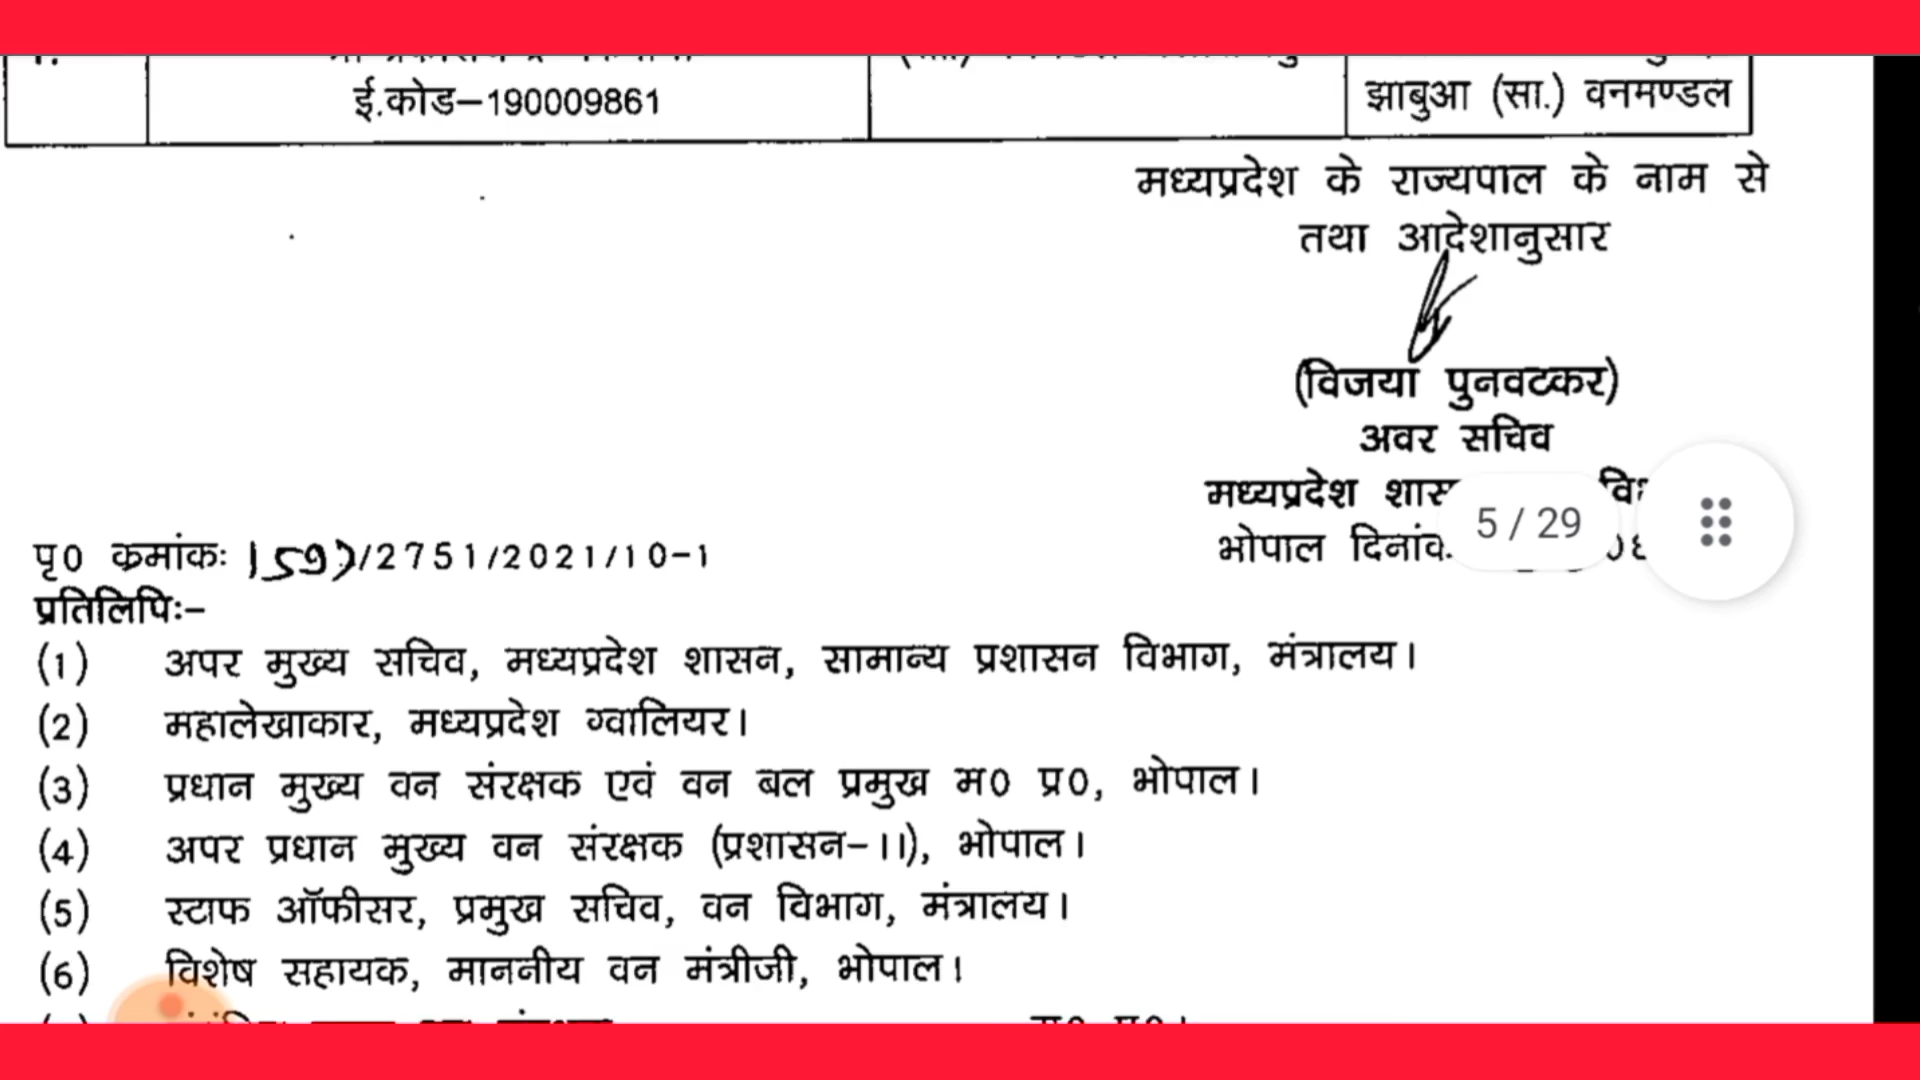 ई.कोड–190009861
झाबुआ (सा.) वनमण्डल
मध्यप्रदेश के राज्यपाल के नाम से
तथा आदेशानुसार
(विजया पुनवटकर)
अवर सचिव
मध्यप्रदेश
भोपाल
5 / 29
पृ0 क्रमांकः /2751/2021/10-1
प्रतिलिपिः–
(1) अपर मुख्य सचिव, मध्यप्रदेश शासन, सामान्य प्रशासन विभाग, मंत्रालय।
(2) महालेखाकार, मध्यप्रदेश ग्वालियर।
(3) प्रधान मुख्य वन संरक्षक एवं वन बल प्रमुख म0 प्र0, भोपाल।
(4) अपर प्रधान मुख्य वन संरक्षक (प्रशासन–।।), भोपाल।
(5) स्टाफ ऑफीसर, प्रमुख सचिव, वन विभाग, मंत्रालय।
(6) विशेष सहायक, माननीय वन मंत्रीजी, भोपाल।